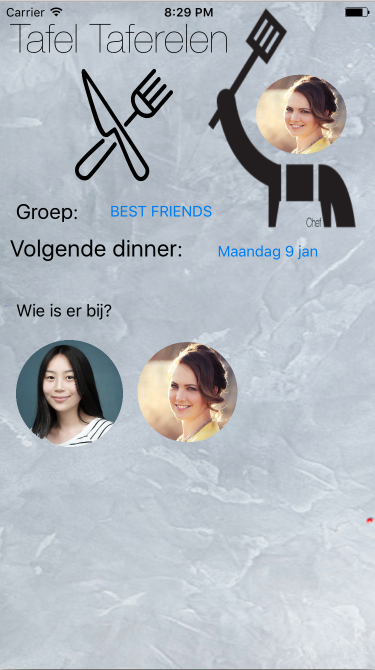 Carrier 8:29 PM
Tafel Taferelen
Chef
Groep: BEST FRIENDS
Volgende dinner: Maandag 9 jan
Wie is er bij?